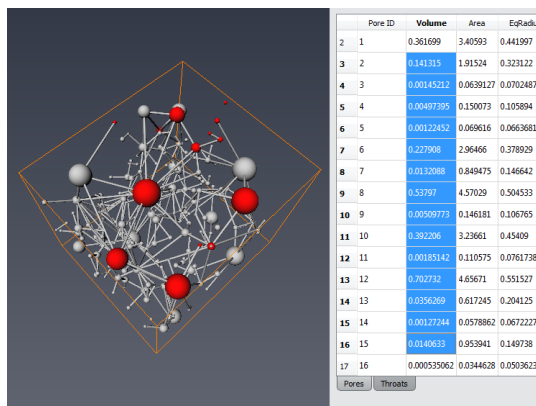 Pore ID Volume Area EqRadiu
2 1 0.361699 3.40593 0.441997
3 2 0.141315 1.91524 0.323122
4 3 0.00145212 0.0639127 0.0702487
5 4 0.00497395 0.150073 0.105894
6 5 0.00122452 0.069616 0.0663681
7 6 0.227908 2.96466 0.378929
8 7 0.0132088 0.849475 0.146642
9 8 0.53797 4.57029 0.504533
10 9 0.00509773 0.146181 0.106765
11 10 0.392206 3.23661 0.45409
12 11 0.00185142 0.110575 0.0761738
13 12 0.702732 4.65671 0.551527
14 13 0.0356269 0.617245 0.204125
15 14 0.00127244 0.0578862 0.0672227
16 15 0.0140633 0.953941 0.149738
17 16 0.000535062 0.0344628 0.0503623
Pores Throats